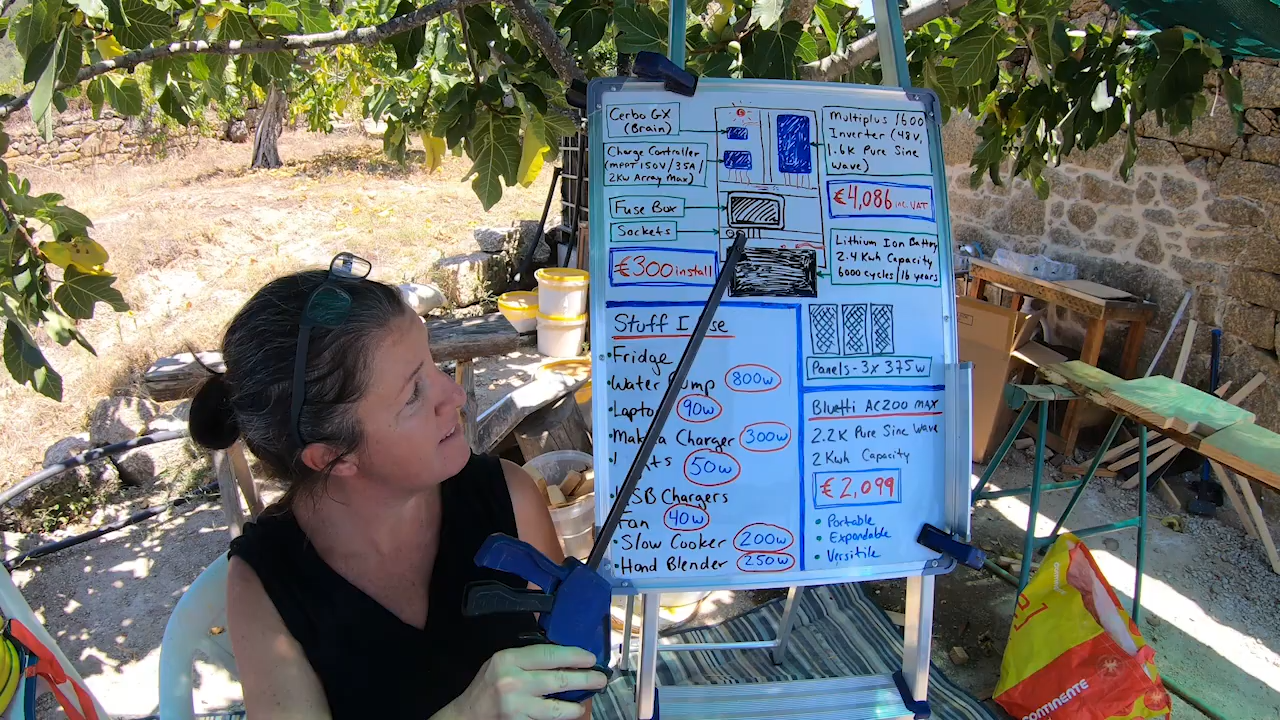 Cerbo GX
(Brain)
Charge Controller
(MPPT 150V/35A/
2Kw Array Max)
Fuse Box
Sockets
€300 install
Multiplus 1600
Inverter (48V,
1.6K Pure Sine
Wave)
€4,086 inc. VAT
Lithium Ion Battery
2.4 Kwh Capacity
6000 cycles/16 years
Panels - 3x 375w
Stuff I
•Fridge
•Water 800w
90w
•Makita Charger 300w
50w
USB Chargers
Fan 40w
•Slow Cooker 200w
•Hand Blender 250w
Bluetti AC200 MAX
2.2K Pure Sine Wave
2 Kwh Capacity
€2,099
• Portable
• Expandable
• Versitile
CONTINENTE